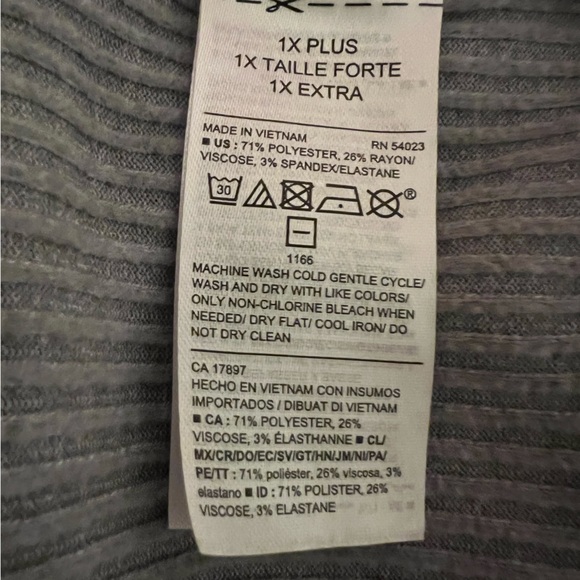 1X PLUS
1X TAILLE FORTE
1X EXTRA
MADE IN VIETNAM RN 54023
■ US : 71% POLYESTER, 26% RAYON/
VISCOSE, 3% SPANDEX/ELASTANE
30 ®
1166
MACHINE WASH COLD GENTLE CYCLE/
WASH AND DRY WITH LIKE COLORS/
ONLY NON-CHLORINE BLEACH WHEN
NEEDED/ DRY FLAT/ COOL IRON/ DO
NOT DRY CLEAN
CA 17897
HECHO EN VIETNAM CON INSUMOS
IMPORTADOS / DIBUAT DI VIETNAM
■ CA : 71% POLYESTER, 26%
VISCOSE, 3% ÉLASTHANNE ■ CL/
MX/CR/DO/EC/SV/GT/HN/JM/NI/PA/
PE/TT : 71% poliéster, 26% viscosa, 3%
elastano ■ ID : 71% POLISTER, 26%
VISCOSE, 3% ELASTANE